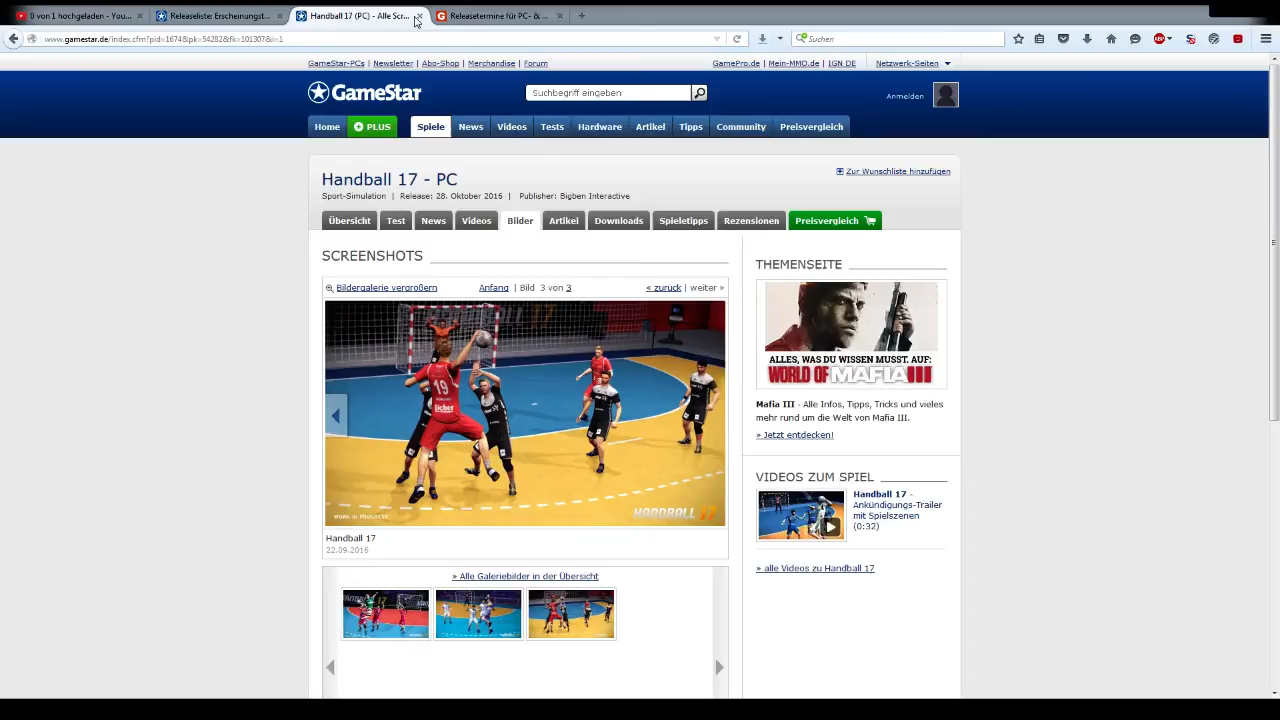 0 von 1 hochgeladen - You...
Releaseliste: Erscheinungst...
Handball 17 (PC) - Alle Scr...
Releasetermine für PC- & ...
www.gamestar.de/index.cfm?pid=1674&pk=54282&fk=101307&i=1
Suchen
GameStar-PCs | Newsletter | Abo-Shop | Merchandise | Forum
GamePro.de | Mein-MMO.de | IGN DE
Netzwerk-Seiten
GameStar
Suchbegriff eingeben
Anmelden
Home PLUS Spiele News Videos Tests Hardware Artikel Tipps Community Preisvergleich
Handball 17 - PC
Zur Wunschliste hinzufügen
Sport-Simulation | Release: 28. Oktober 2016 | Publisher: Bigben Interactive
Übersicht Test News Videos Bilder Artikel Downloads Spieletipps Rezensionen Preisvergleich
SCREENSHOTS
Bildergalerie vergrößern
Anfang | Bild 3 von 3
« zurück | weiter »
19
Licher
WORK IN PROGRESS
HANDBALL 17
Handball 17
22.09.2016
» Alle Galeriebilder in der Übersicht
THEMENSEITE
ALLES, WAS DU WISSEN MUSST. AUF:
WORLD OF MAFIA III
Mafia III - Alle Infos, Tipps, Tricks und vieles
mehr rund um die Welt von Mafia III.
» Jetzt entdecken!
VIDEOS ZUM SPIEL
Handball 17 -
Ankündigungs-Trailer
mit Spielszenen
(0:32)
» alle Videos zu Handball 17